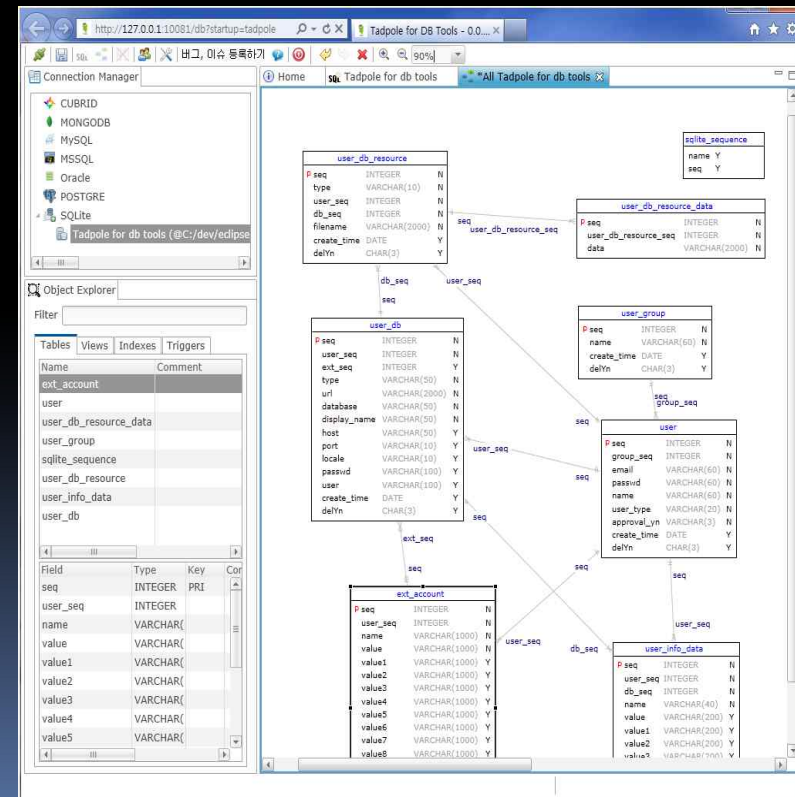 http://127.0.0.1:10081/db?startup=tadpole
Tadpole for DB Tools - 0.0....
버그, 이슈 등록하기
90%
Connection Manager
CUBRID
MONGODB
MySQL
MSSQL
Oracle
POSTGRE
SQLite
Tadpole for db tools (@C:/dev/eclipse
Object Explorer
Filter
Tables Views Indexes Triggers
Name Comment
ext_account
user
user_db_resource_data
user_group
sqlite_sequence
user_db_resource
user_info_data
user_db
Field Type Key Cor
seq INTEGER PRI
user_seq INTEGER
name VARCHAR(
value VARCHAR(
value1 VARCHAR(
value2 VARCHAR(
value3 VARCHAR(
value4 VARCHAR(
value5 VARCHAR(
Home
SQL Tadpole for db tools
*All Tadpole for db tools
sqlite_sequence
name Y
seq Y
user_db_resource
P seq INTEGER N
type VARCHAR(10) N
user_seq INTEGER N
db_seq INTEGER N
filename VARCHAR(2000) N
create_time DATE Y
delYn CHAR(3) Y
seq
user_db_resource_seq
user_db_resource_data
P seq INTEGER N
user_db_resource_seq INTEGER N
data VARCHAR(2000) N
db_seq
seq
user_seq
user_db
P seq INTEGER N
user_seq INTEGER N
ext_seq INTEGER Y
type VARCHAR(50) N
url VARCHAR(2000) N
database VARCHAR(50) N
display_name VARCHAR(50) N
host VARCHAR(50) Y
port VARCHAR(10) Y
locale VARCHAR(10) Y
passwd VARCHAR(100) Y
user VARCHAR(100) Y
create_time DATE Y
delYn CHAR(3) Y
user_group
P seq INTEGER N
name VARCHAR(60) N
create_time DATE Y
delYn CHAR(3) Y
seq
group_seq
seq
user_seq
seq
user
P seq INTEGER N
group_seq INTEGER N
email VARCHAR(60) N
passwd VARCHAR(60) N
name VARCHAR(60) N
user_type VARCHAR(20) N
approval_yn VARCHAR(3) N
create_time DATE Y
delYn CHAR(3) Y
seq
ext_seq
seq
seq
seq
user_seq
user_seq
db_seq
ext_account
P seq INTEGER N
user_seq INTEGER N
name VARCHAR(1000) N
value VARCHAR(1000) N
value1 VARCHAR(1000) Y
value2 VARCHAR(1000) Y
value3 VARCHAR(1000) Y
value4 VARCHAR(1000) Y
value5 VARCHAR(1000) Y
value6 VARCHAR(1000) Y
value7 VARCHAR(1000) Y
value8 VARCHAR(1000) Y
user_info_data
P seq INTEGER N
user_seq INTEGER N
db_seq INTEGER N
name VARCHAR(40) N
value VARCHAR(200) Y
value1 VARCHAR(200) Y
value2 VARCHAR(200) Y
value3 VARCHAR(200) Y